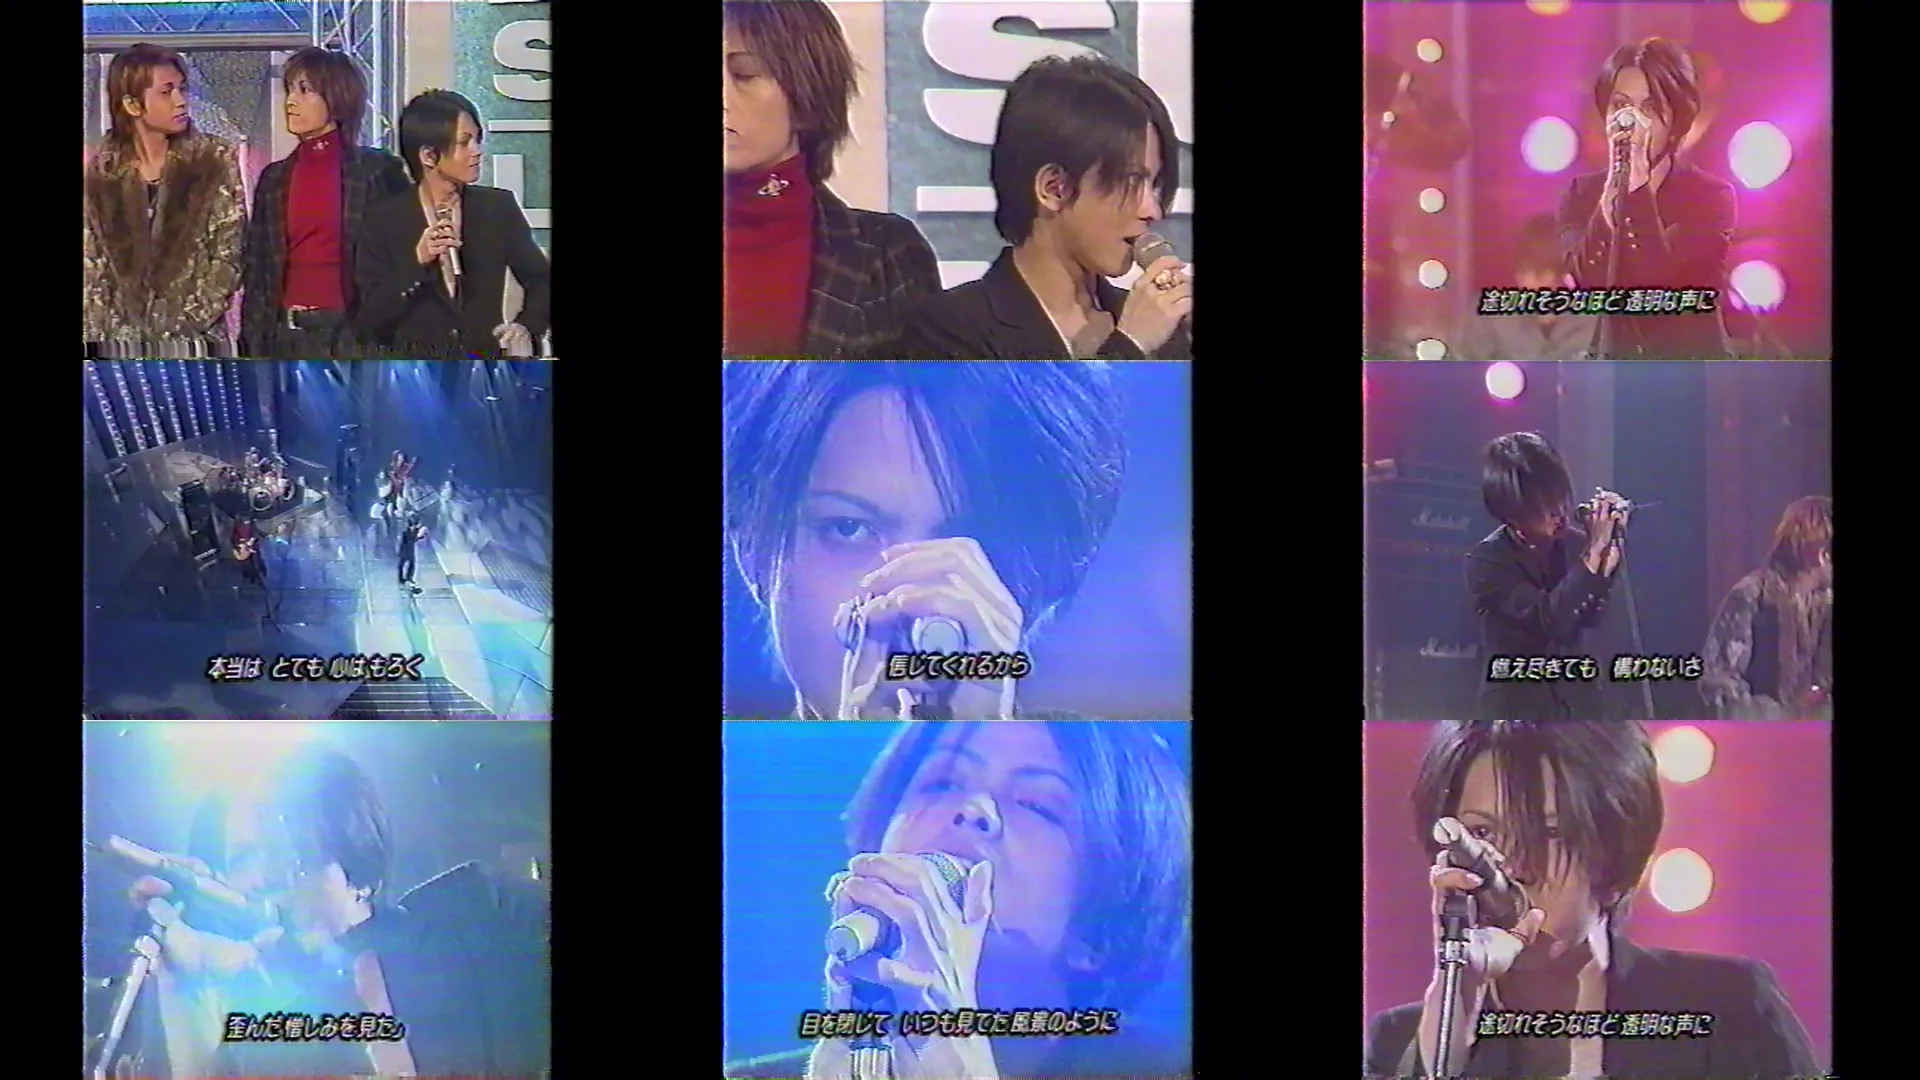 SI
途切れそうなほど 透明な声に
本当は とても 心は もろく
信じてくれるから
Marshall
Marshall
燃え尽きても 構わないさ
歪んだ憎しみを見た」
目を閉じて いつも見てた 風景のように
途切れそうなほど 透明な声に